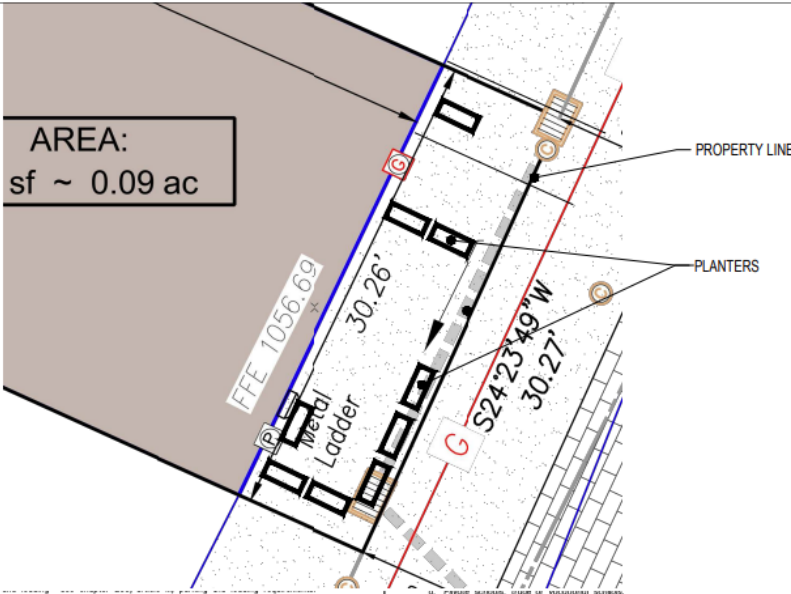 AREA:
sf ~ 0.09 ac
G
PROPERTY LINE
C
PLANTERS
FFE 1056.69
30.26'
C
S24°23'49"W
30.27'
Metal
Ladder
P
G
C